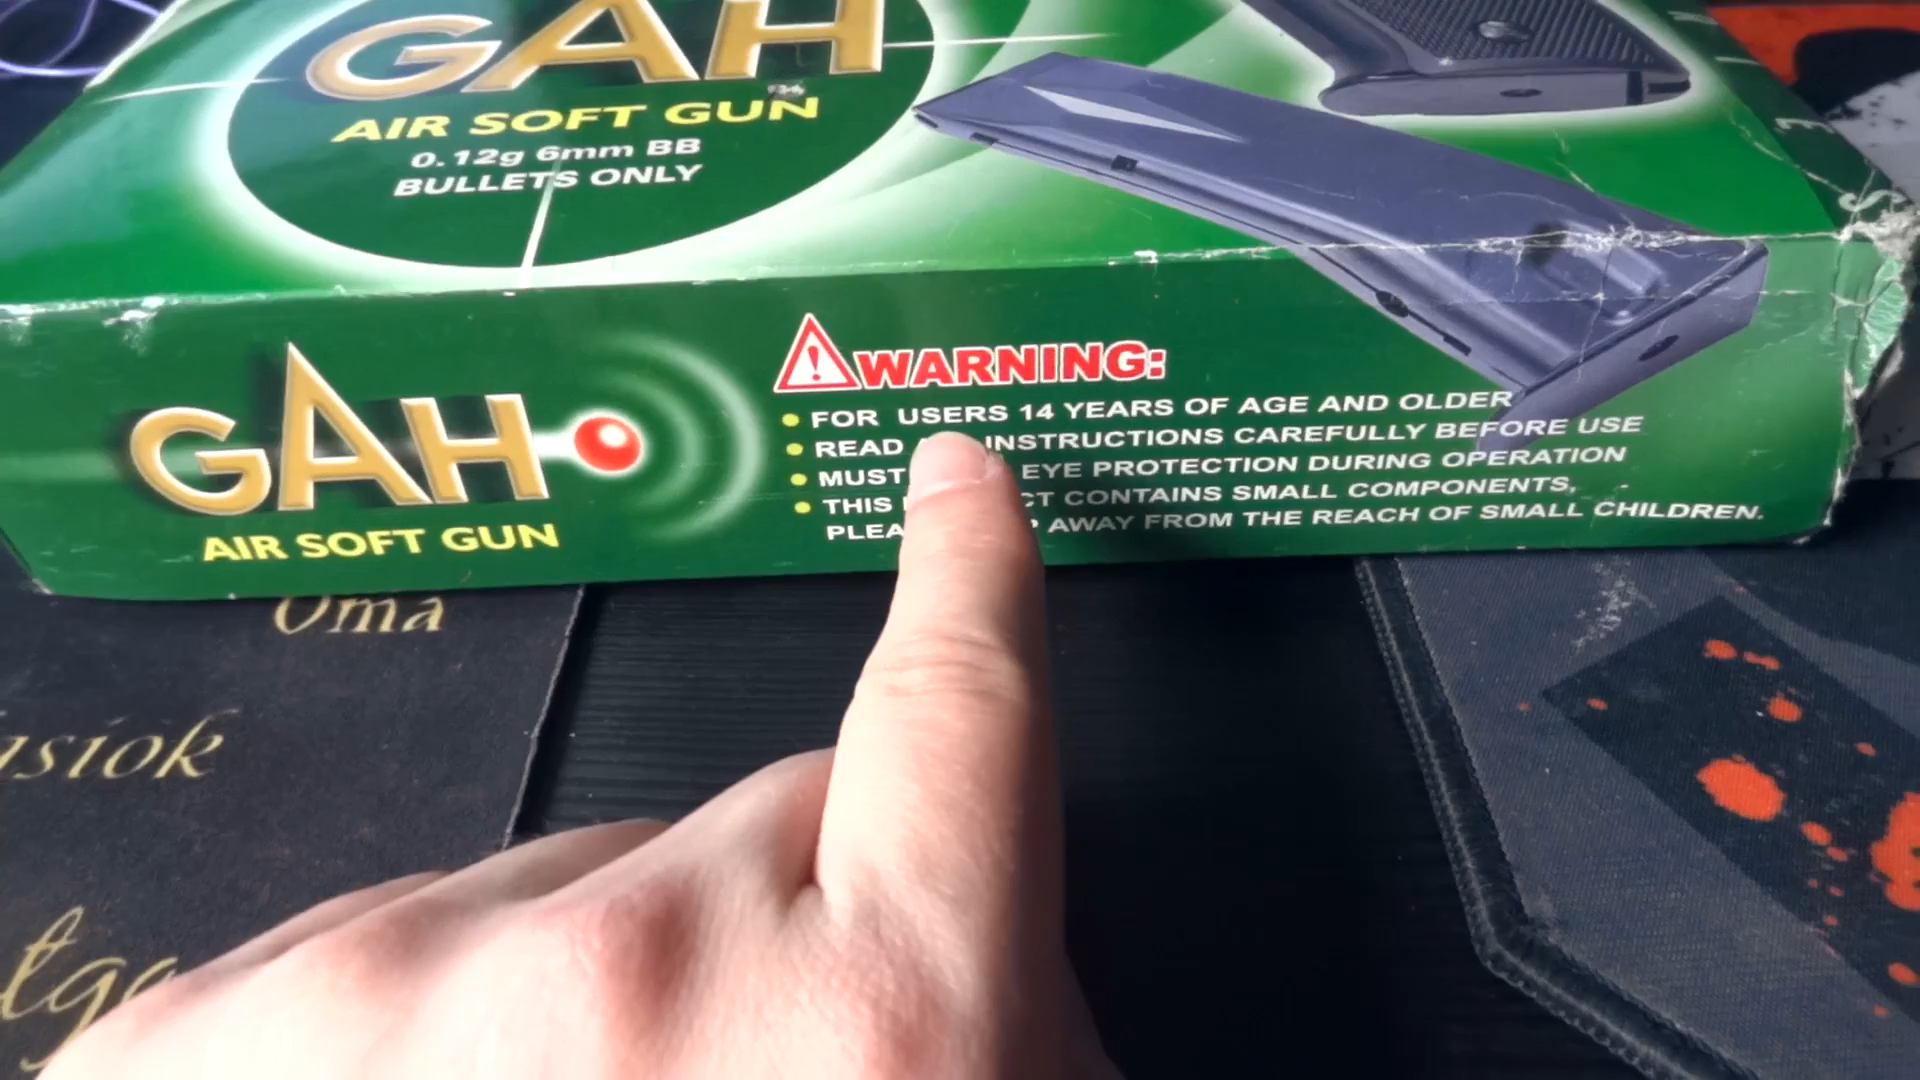 GAH
AIR SOFT GUN
0.12g 6mm BB
BULLETS ONLY
GAH
AIR SOFT GUN
WARNING:
FOR USERS 14 YEARS OF AGE AND OLDER
READ INSTRUCTIONS CAREFULLY BEFORE USE
MUST EYE PROTECTION DURING OPERATION
THIS CONTAINS SMALL COMPONENTS,
AWAY FROM THE REACH OF SMALL CHILDREN.
Oma